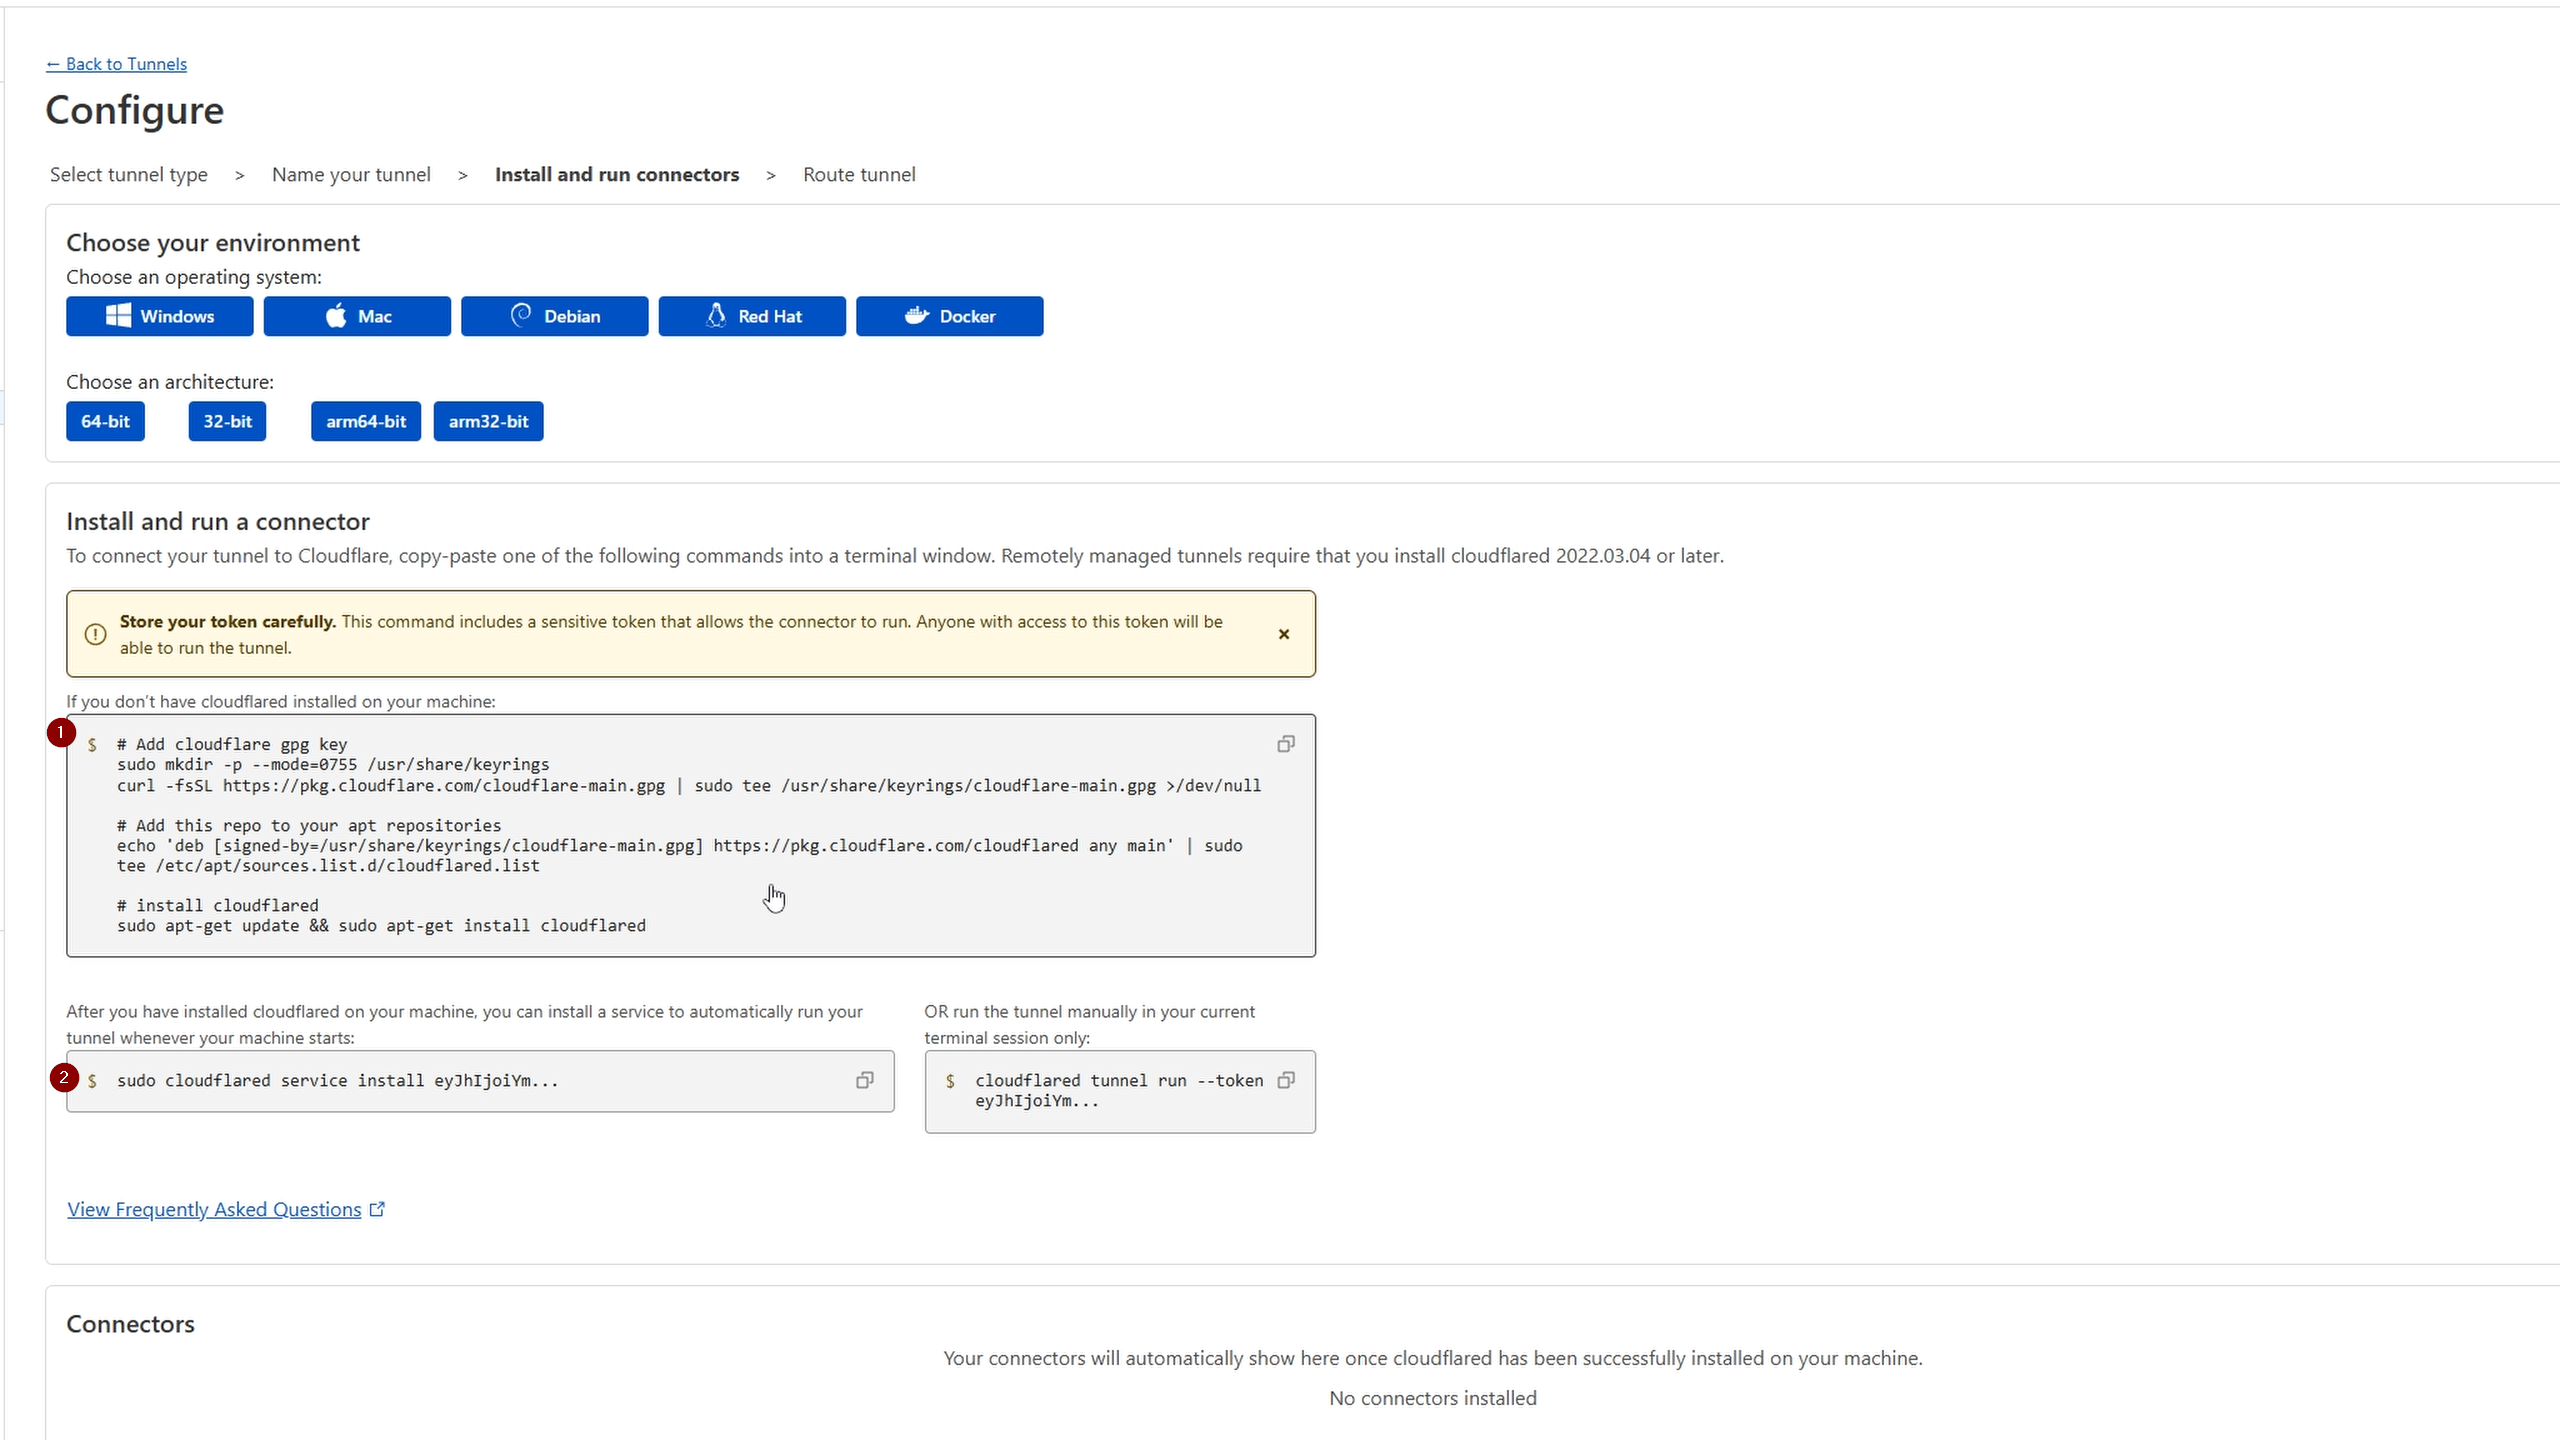 ← Back to Tunnels
Configure
Select tunnel type > Name your tunnel > Install and run connectors > Route tunnel
Choose your environment
Choose an operating system:
Windows Mac Debian Red Hat Docker
Choose an architecture:
64-bit 32-bit arm64-bit arm32-bit
Install and run a connector
To connect your tunnel to Cloudflare, copy-paste one of the following commands into a terminal window. Remotely managed tunnels require that you install cloudflared 2022.03.04 or later.
Store your token carefully. This command includes a sensitive token that allows the connector to run. Anyone with access to this token will be
able to run the tunnel.
If you don't have cloudflared installed on your machine:
1
$ # Add cloudflare gpg key
sudo mkdir -p --mode=0755 /usr/share/keyrings
curl -fsSL https://pkg.cloudflare.com/cloudflare-main.gpg | sudo tee /usr/share/keyrings/cloudflare-main.gpg >/dev/null
# Add this repo to your apt repositories
echo 'deb [signed-by=/usr/share/keyrings/cloudflare-main.gpg] https://pkg.cloudflare.com/cloudflared any main' | sudo
tee /etc/apt/sources.list.d/cloudflared.list
# install cloudflared
sudo apt-get update && sudo apt-get install cloudflared
After you have installed cloudflared on your machine, you can install a service to automatically run your
tunnel whenever your machine starts:
2
$ sudo cloudflared service install eyJhIjoiYm...
OR run the tunnel manually in your current
terminal session only:
$ cloudflared tunnel run --token
eyJhIjoiYm...
View Frequently Asked Questions
Connectors
Your connectors will automatically show here once cloudflared has been successfully installed on your machine.
No connectors installed